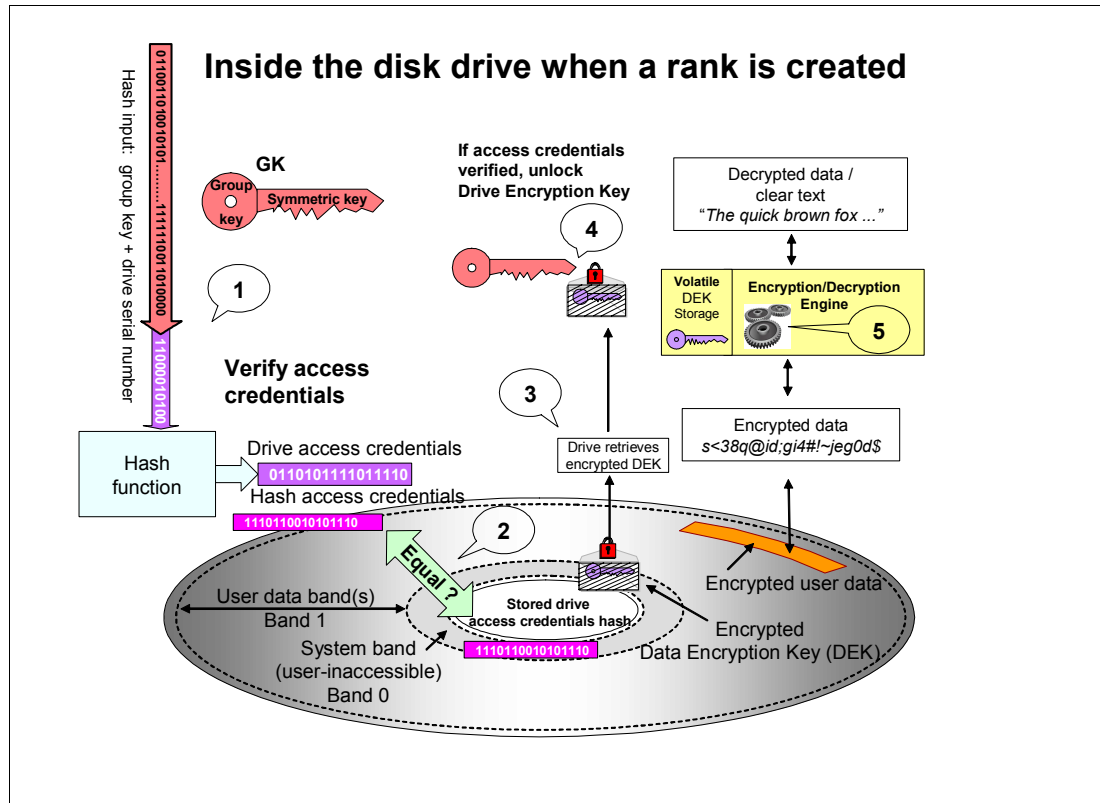 Inside the disk drive when a rank is created
Hash input: group key + drive serial number
0110011010010101.........1111110011010000
11000010100
GK
Group
key
Symmetric key
1
Verify access
credentials
Hash
function
Drive access credentials
0110101111011110
Hash access credentials
1110110010101110
2
Equal ?
Stored drive
access credentials hash
1110110010101110
User data band(s)
Band 1
System band
(user-inaccessible)
Band 0
3
Drive retrieves
encrypted DEK
If access credentials
verified, unlock
Drive Encryption Key
4
Decrypted data /
clear text
“The quick brown fox ...”
Volatile
DEK
Storage
Encryption/Decryption
Engine
5
Encrypted data
s<38q@id;gi4#!~jeg0d$
Encrypted user data
Encrypted
Data Encryption Key (DEK)